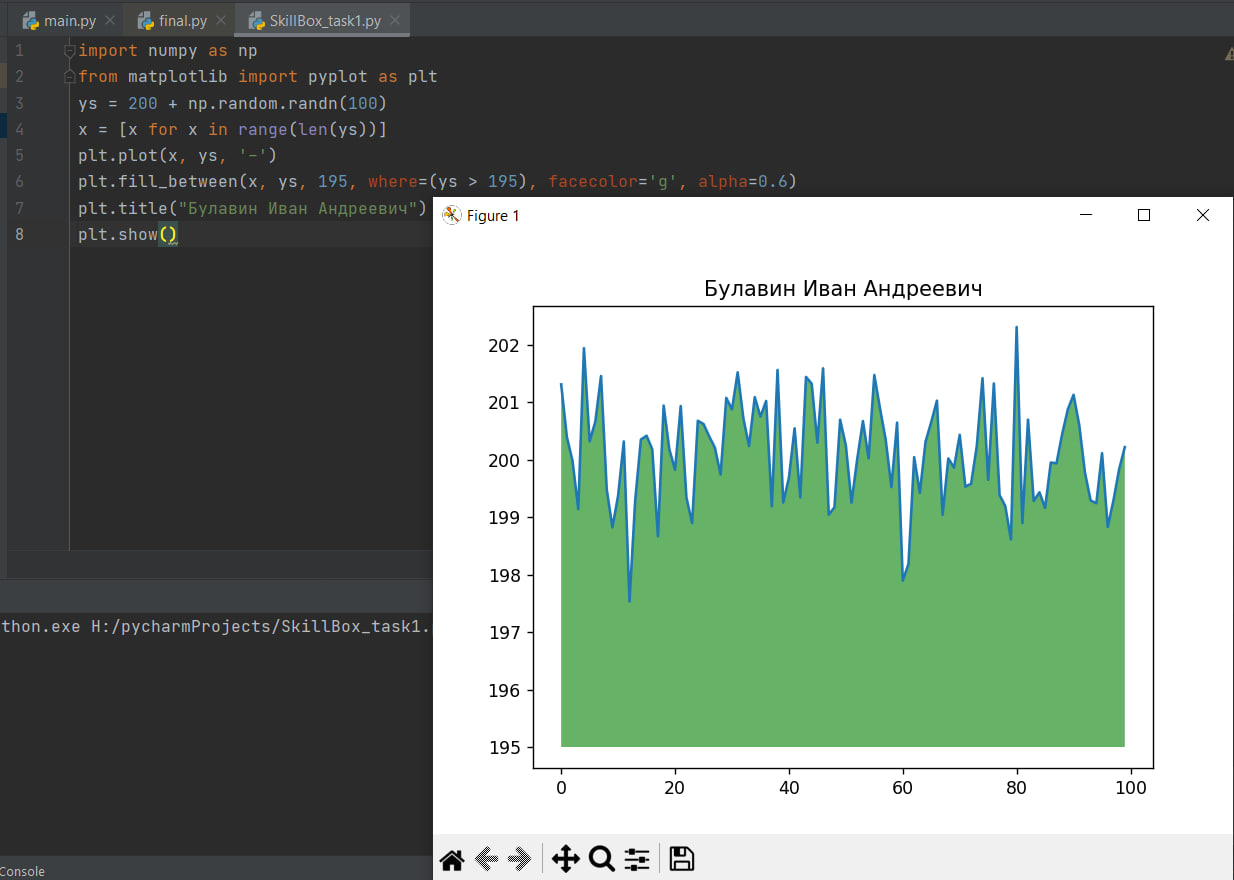 main.py final.py SkillBox_task1.py
1 import numpy as np
2 from matplotlib import pyplot as plt
3 ys = 200 + np.random.randn(100)
4 x = [x for x in range(len(ys))]
5 plt.plot(x, ys, '-')
6 plt.fill_between(x, ys, 195, where=(ys > 195), facecolor='g', alpha=0.6)
7 plt.title("Булавин Иван Андреевич")
8 plt.show()
Figure 1
Булавин Иван Андреевич
202
201
200
199
198
197
196
195
0 20 40 60 80 100
thon.exe H:/pycharmProjects/SkillBox_task1.
Console